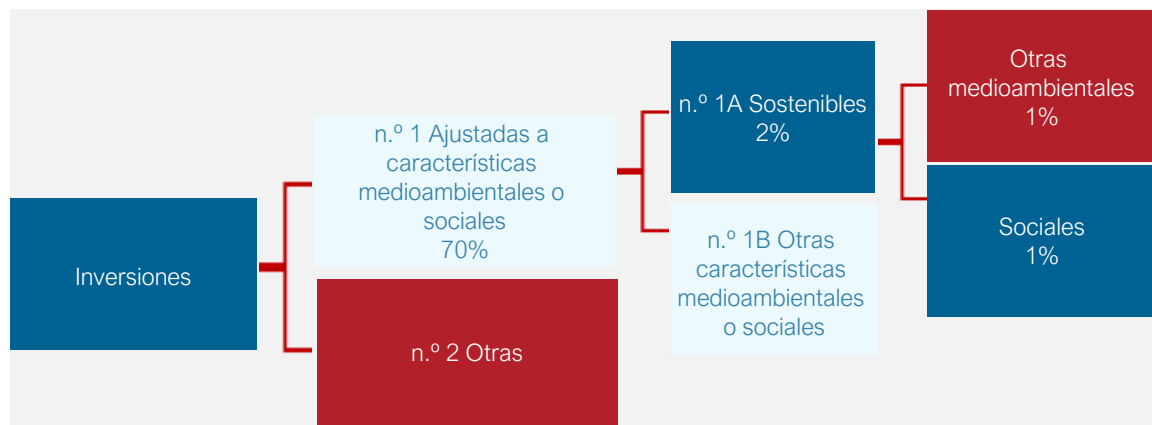 Inversiones
n.º 1 Ajustadas a
características
medioambientales o
sociales
70%
n.º 2 Otras
n.º 1A Sostenibles
2%
n.º 1B Otras
características
medioambientales
o sociales
Otras
medioambientales
1%
Sociales
1%